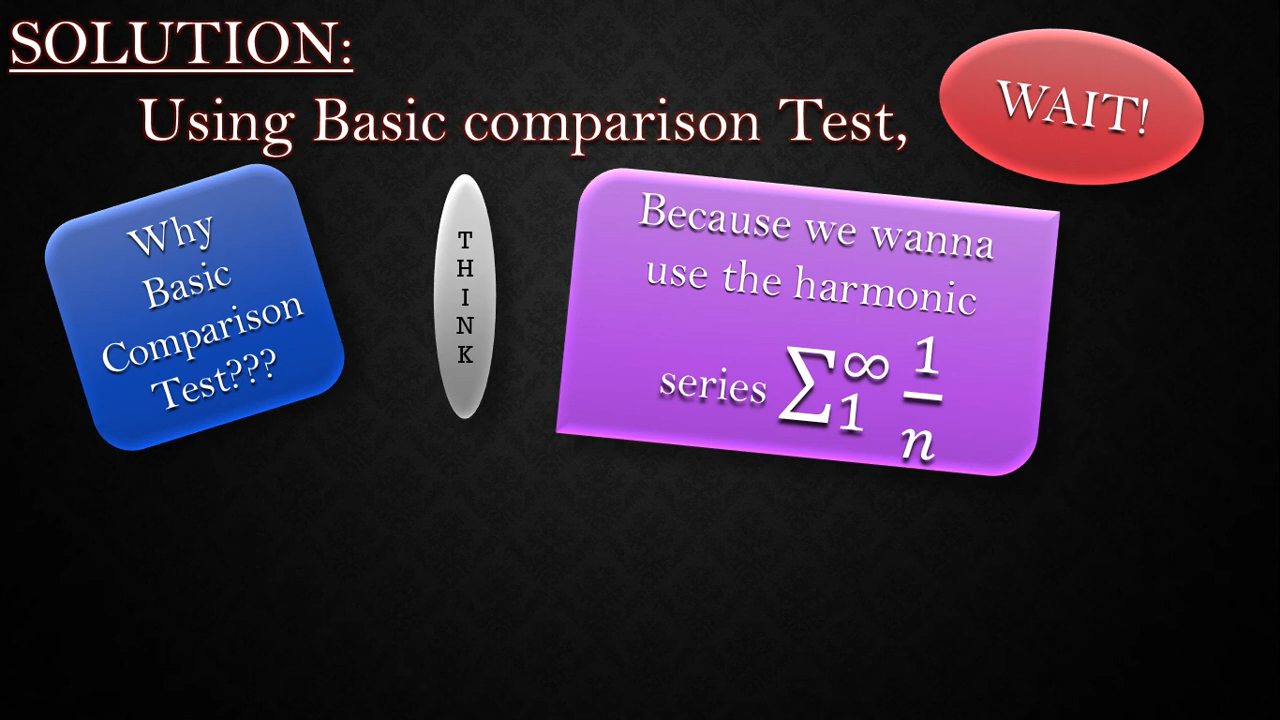 SOLUTION:
Using Basic comparison Test,
WAIT!
Why
Basic
Comparison
Test???
THINK
Because we wanna
use the harmonic
series ∑₁^∞ 1/n